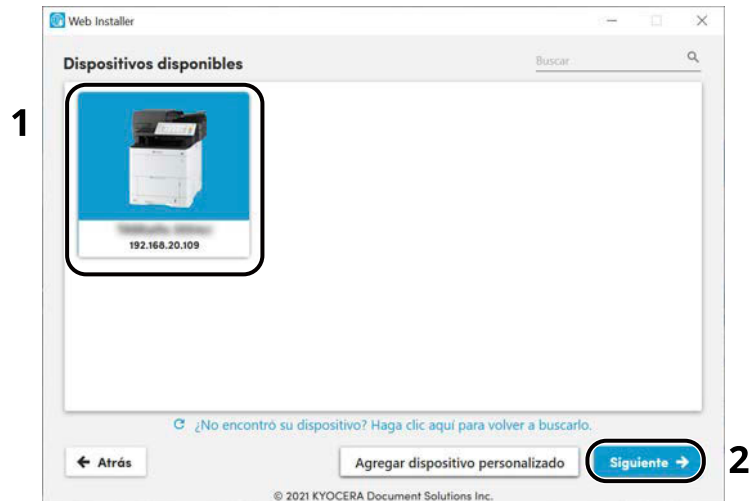 Web Installer
Dispositivos disponibles
Buscar
1
192.168.20.109
¿No encontró su dispositivo? Haga clic aquí para volver a buscarlo.
Atrás
Agregar dispositivo personalizado
Siguiente
2
© 2021 KYOCERA Document Solutions Inc.